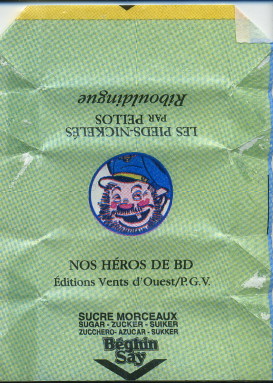 Ribouldingue
PAR PELLOS
LES PIEDS-NICKELÉS
NOS HÉROS DE BD
Éditions Vents d'Ouest/P.G.V.
SUCRE MORCEAUX
SUGAR - ZUCKER - SUIKER
ZUCCHERO - AZUCAR - SUKKER
Béghin
Say